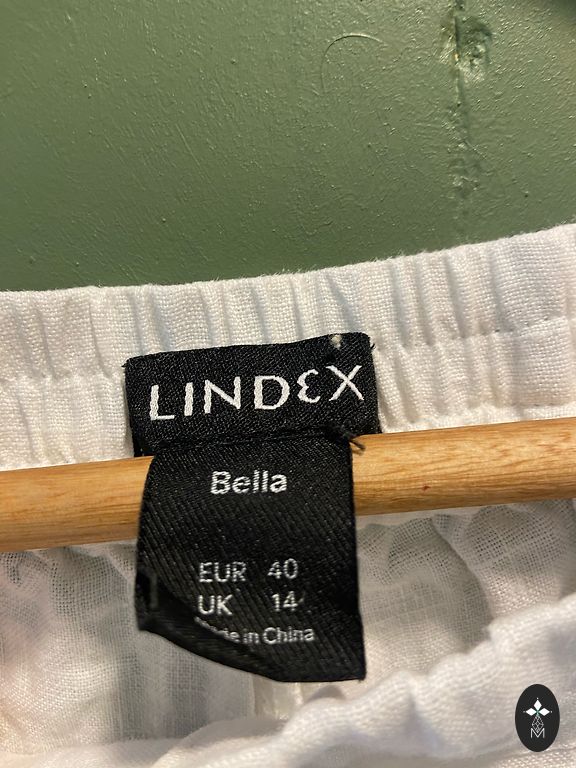 LINDEX
Bella
EUR 40
UK 14
Made in China
M